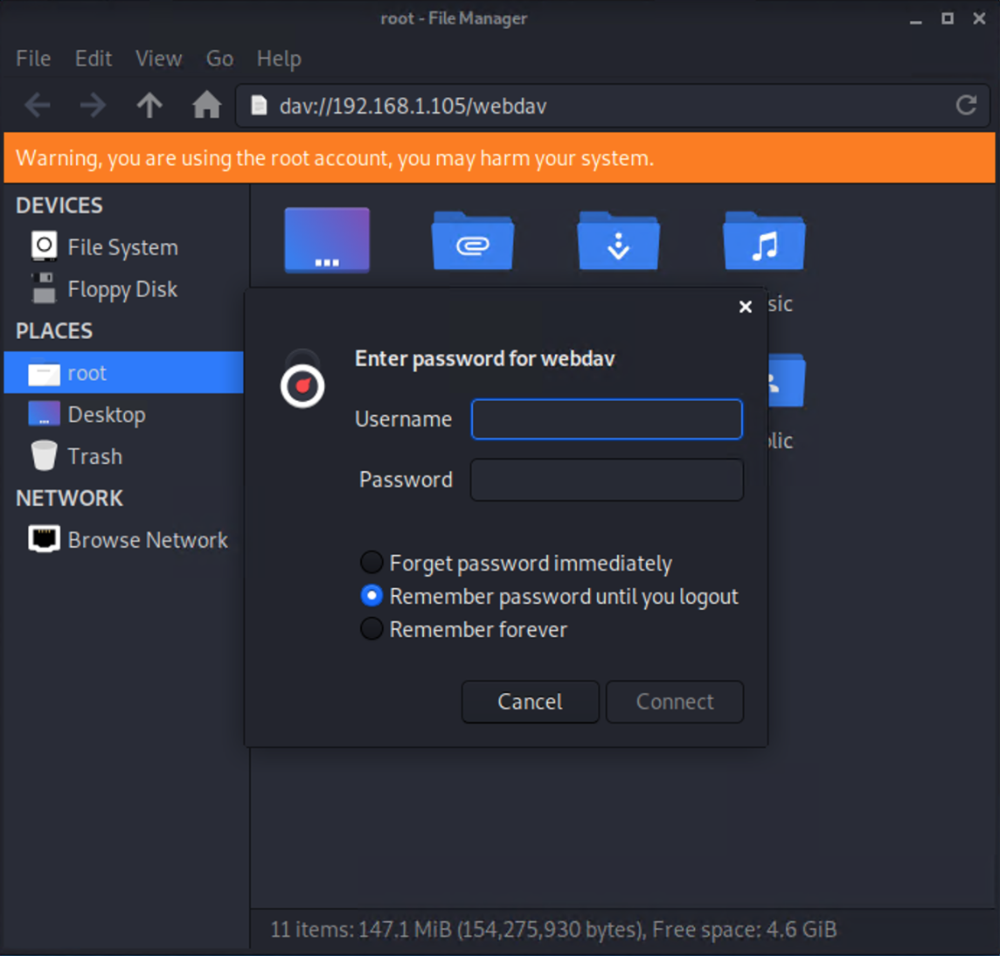 root - File Manager
File Edit View Go Help
dav://192.168.1.105/webdav
Warning, you are using the root account, you may harm your system.
DEVICES
File System
Floppy Disk
PLACES
root
Desktop
Trash
NETWORK
Browse Network
sic
lic
Enter password for webdav
Username
Password
Forget password immediately
Remember password until you logout
Remember forever
Cancel Connect
11 items: 147.1 MiB (154,275,930 bytes), Free space: 4.6 GiB